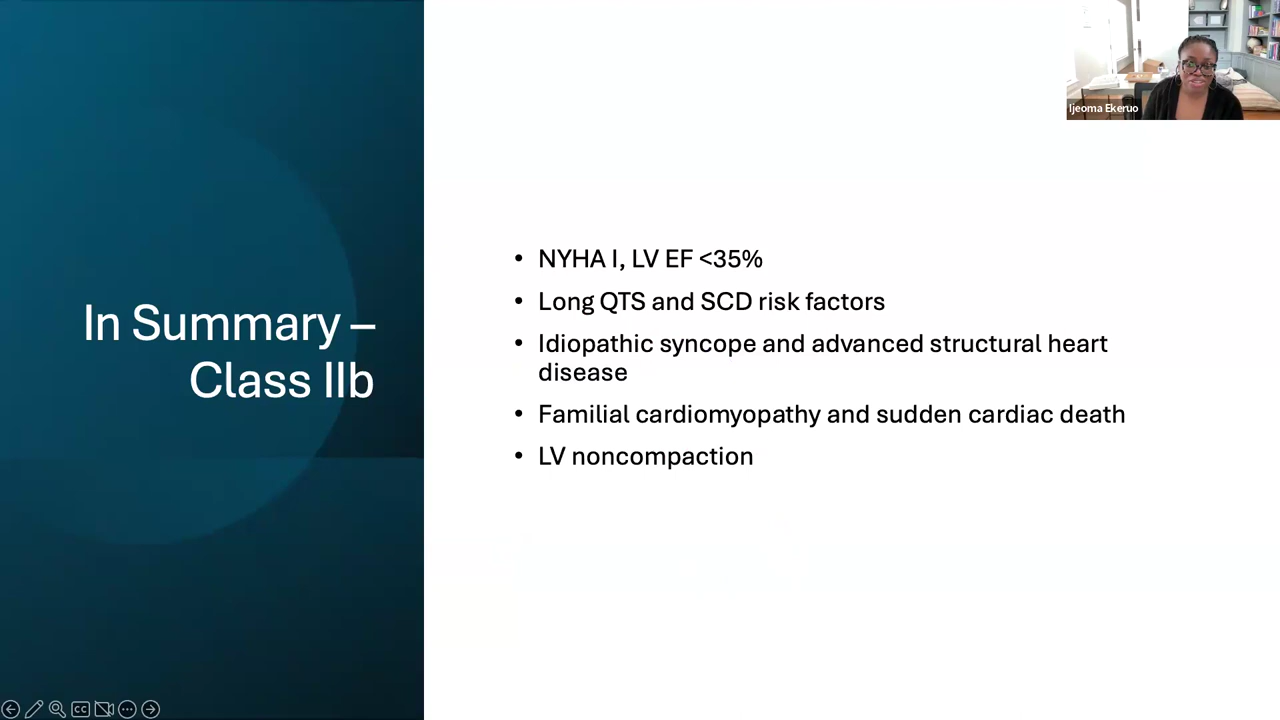 Ijeoma Ekeruo
In Summary –
Class IIb
• NYHA I, LV EF <35%
• Long QTS and SCD risk factors
• Idiopathic syncope and advanced structural heart
disease
• Familial cardiomyopathy and sudden cardiac death
• LV noncompaction
CC